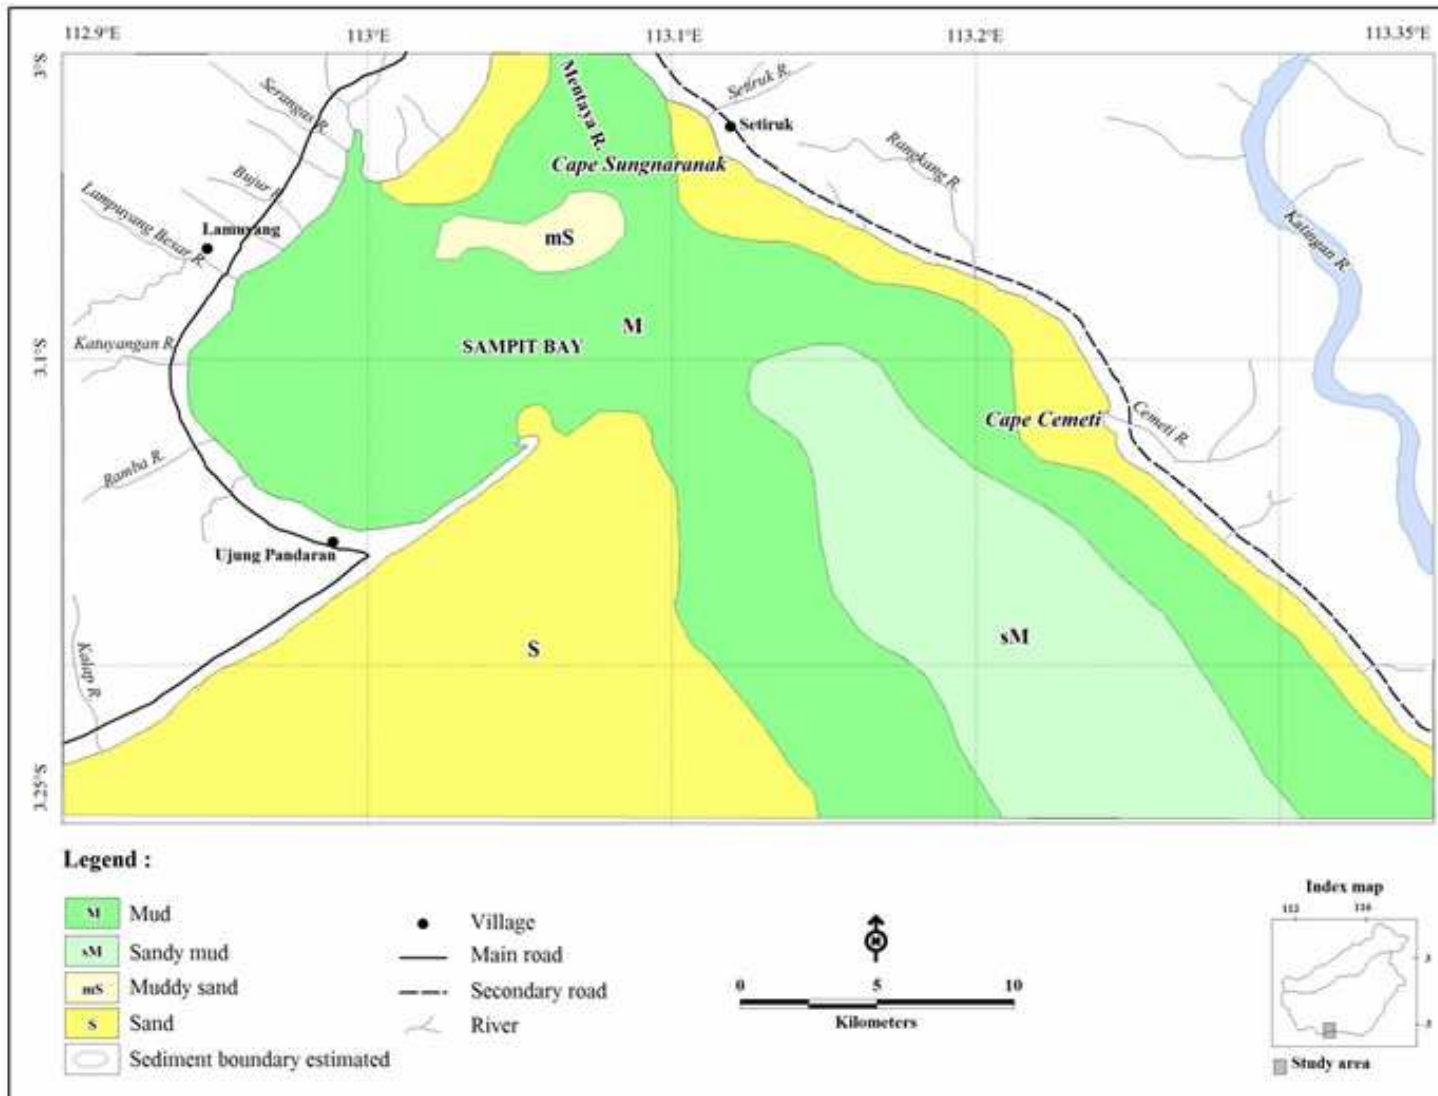 112.9°E 113°E 113.1°E 113.2°E 113.35°E
3°S
3.1°S
3.25°S
Serangas R.
Mentaya R.
Setiruk R.
Setiruk
Rangkang R.
Cape Sungnaranak
Bujur R.
Lampuyang Besar R.
Lamuyang
Katingan R.
mS
M
SAMPIT BAY
Katuyangan R.
Cape Cemeti
Cemeti R.
Ramba R.
Ujung Pandaran
Kalap R.
S
sM
Legend :
M Mud
sM Sandy mud
mS Muddy sand
S Sand
Sediment boundary estimated
Village
Main road
Secondary road
River
0 5 10
Kilometers
Index map
Study area